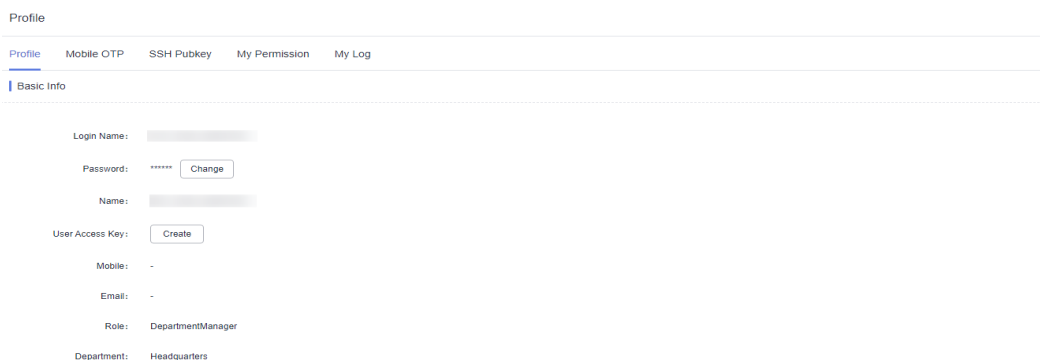 Profile
Profile Mobile OTP SSH Pubkey My Permission My Log
Basic Info
Login Name:
Password: ****** Change
Name:
User Access Key: Create
Mobile: -
Email: -
Role: DepartmentManager
Department: Headquarters